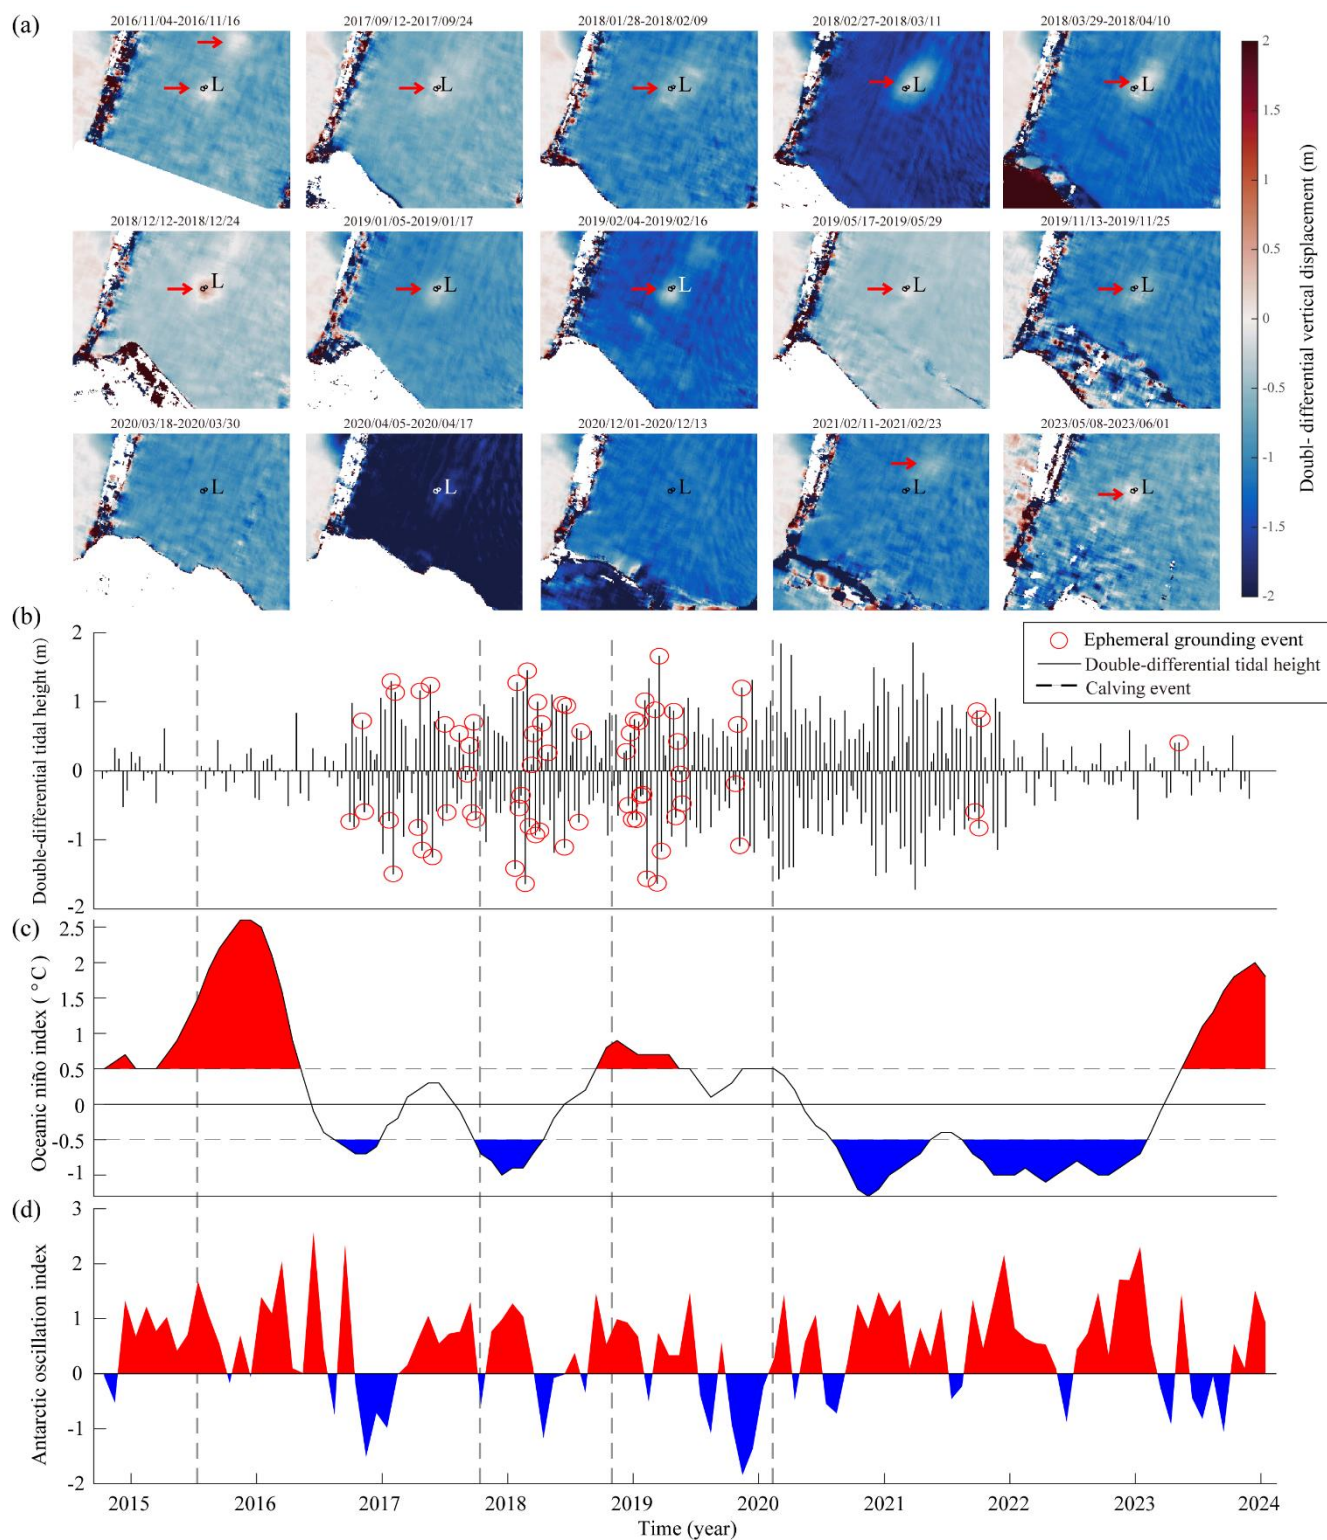 (a)
2016/11/04-2016/11/16 2017/09/12-2017/09/24 2018/01/28-2018/02/09 2018/02/27-2018/03/11 2018/03/29-2018/04/10
L L L L L
2018/12/12-2018/12/24 2019/01/05-2019/01/17 2019/02/04-2019/02/16 2019/05/17-2019/05/29 2019/11/13-2019/11/25
L L L L L
2020/03/18-2020/03/30 2020/04/05-2020/04/17 2020/12/01-2020/12/13 2021/02/11-2021/02/23 2023/05/08-2023/06/01
L L L L L
2
1.5
1
0.5
0
-0.5
-1
-1.5
-2
Doubl- differential vertical displacement (m)
(b)
Double-differential tidal height (m)
2
1
0
-1
-2
Ephemeral grounding event
Double-differential tidal height
Calving event
(c)
Oceanic niño index ( °C )
2.5
2
1.5
1
0.5
0
-0.5
-1
(d)
Antarctic oscillation index
3
2
1
0
-1
-2
2015 2016 2017 2018 2019 2020 2021 2022 2023 2024
Time (year)